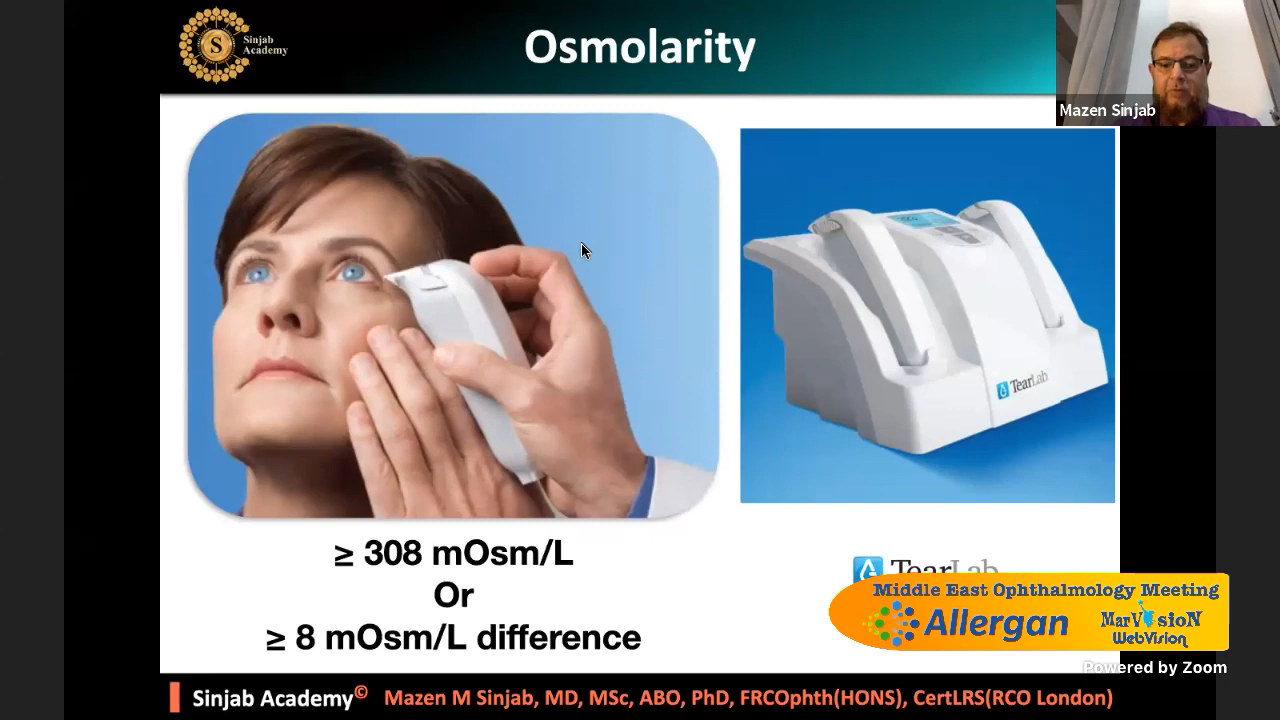 Sinjab
Academy
S
Osmolarity
Mazen Sinjab
TearLab
≥ 308 mOsm/L
Or
≥ 8 mOsm/L difference
TearLab
Middle East Ophthalmology Meeting
Allergan
MarVisioN
WebVision
Powered by Zoom
Sinjab Academy© Mazen M Sinjab, MD, MSc, ABO, PhD, FRCOphth(HONS), CertLRS(RCO London)